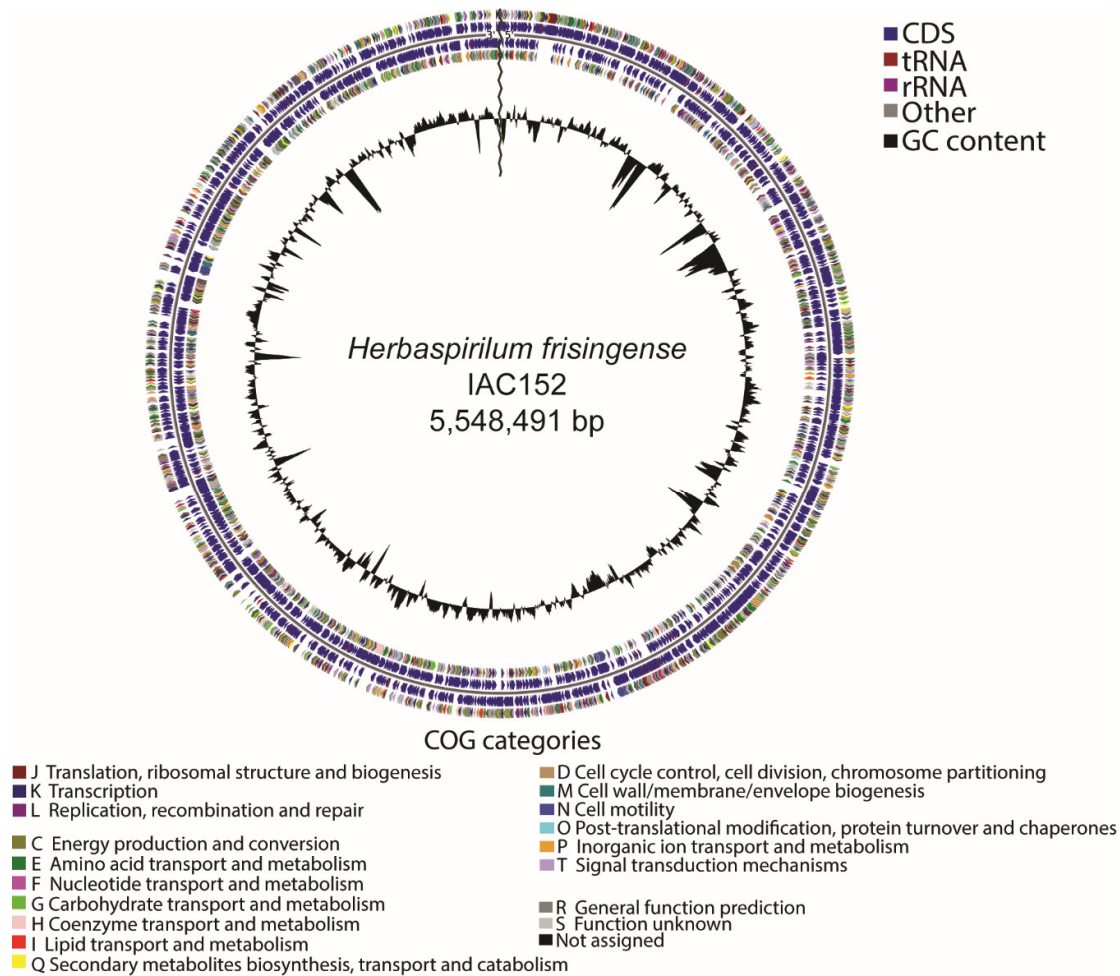 3' 5'
CDS
tRNA
rRNA
Other
GC content
Herbaspirilum frisingense
IAC152
5,548,491 bp
COG categories
J Translation, ribosomal structure and biogenesis
K Transcription
L Replication, recombination and repair
C Energy production and conversion
E Amino acid transport and metabolism
F Nucleotide transport and metabolism
G Carbohydrate transport and metabolism
H Coenzyme transport and metabolism
I Lipid transport and metabolism
Q Secondary metabolites biosynthesis, transport and catabolism
D Cell cycle control, cell division, chromosome partitioning
M Cell wall/membrane/envelope biogenesis
N Cell motility
O Post-translational modification, protein turnover and chaperones
P Inorganic ion transport and metabolism
T Signal transduction mechanisms
R General function prediction
S Function unknown
Not assigned